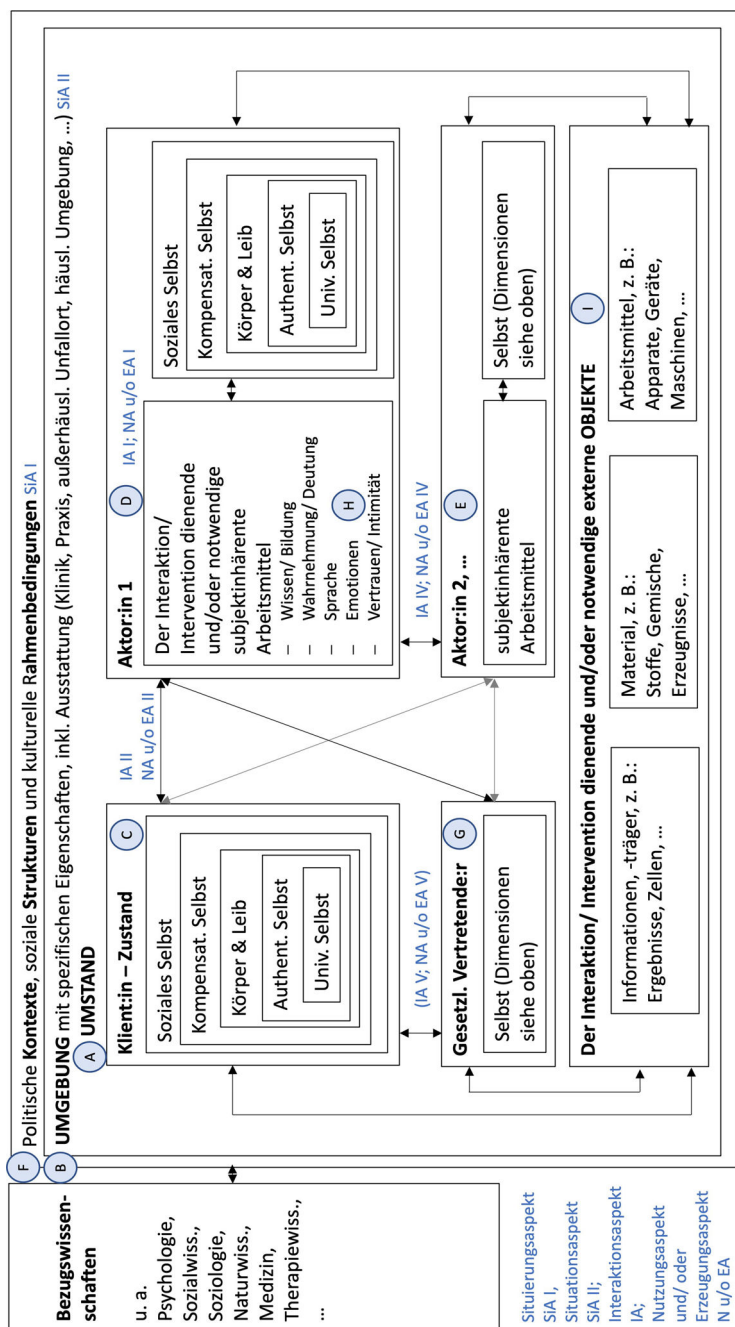 Bezugswissen-
schaften
u. a.
Psychologie,
Sozialwiss.,
Soziologie,
Naturwiss.,
Medizin,
Therapiewiss.,
...
Situierungsaspekt
SiA I,
Situationsaspekt
SiA II;
Interaktionsaspekt
IA;
Nutzungsaspekt
und/ oder
Erzeugungsaspekt
N u/o EA
F Politische Kontexte, soziale Strukturen und kulturelle Rahmenbedingungen SiA I
B UMGEBUNG mit spezifischen Eigenschaften, inkl. Ausstattung (Klinik, Praxis, außerhäusl. Unfallort, häusl. Umgebung, ...) SiA II
A UMSTAND
Klient:in – Zustand C
Soziales Selbst
Kompensat. Selbst
Körper & Leib
Authent. Selbst
Univ. Selbst
IA II
NA u/o EA II
Aktor:in 1 D IA I; NA u/o EA I
Der Interaktion/
Intervention dienende
und/oder notwendige
subjektinhärente
Arbeitsmittel
– Wissen/ Bildung
– Wahrnehmung/ Deutung
– Sprache
– Emotionen H
– Vertrauen/ Intimität
Soziales Selbst
Kompensat. Selbst
Körper & Leib
Authent. Selbst
Univ. Selbst
(IA V; NA u/o EA V)
IA IV; NA u/o EA IV
Gesetzl. Vertretende:r G
Selbst (Dimensionen
siehe oben)
Aktor:in 2, ... E
subjektinhärente
Arbeitsmittel
Selbst (Dimensionen
siehe oben)
Der Interaktion/ Intervention dienende und/oder notwendige externe OBJEKTE I
Informationen, -träger, z. B.:
Ergebnisse, Zellen, ...
Material, z. B.:
Stoffe, Gemische,
Erzeugnisse, ...
Arbeitsmittel, z. B.:
Apparate, Geräte,
Maschinen, ...